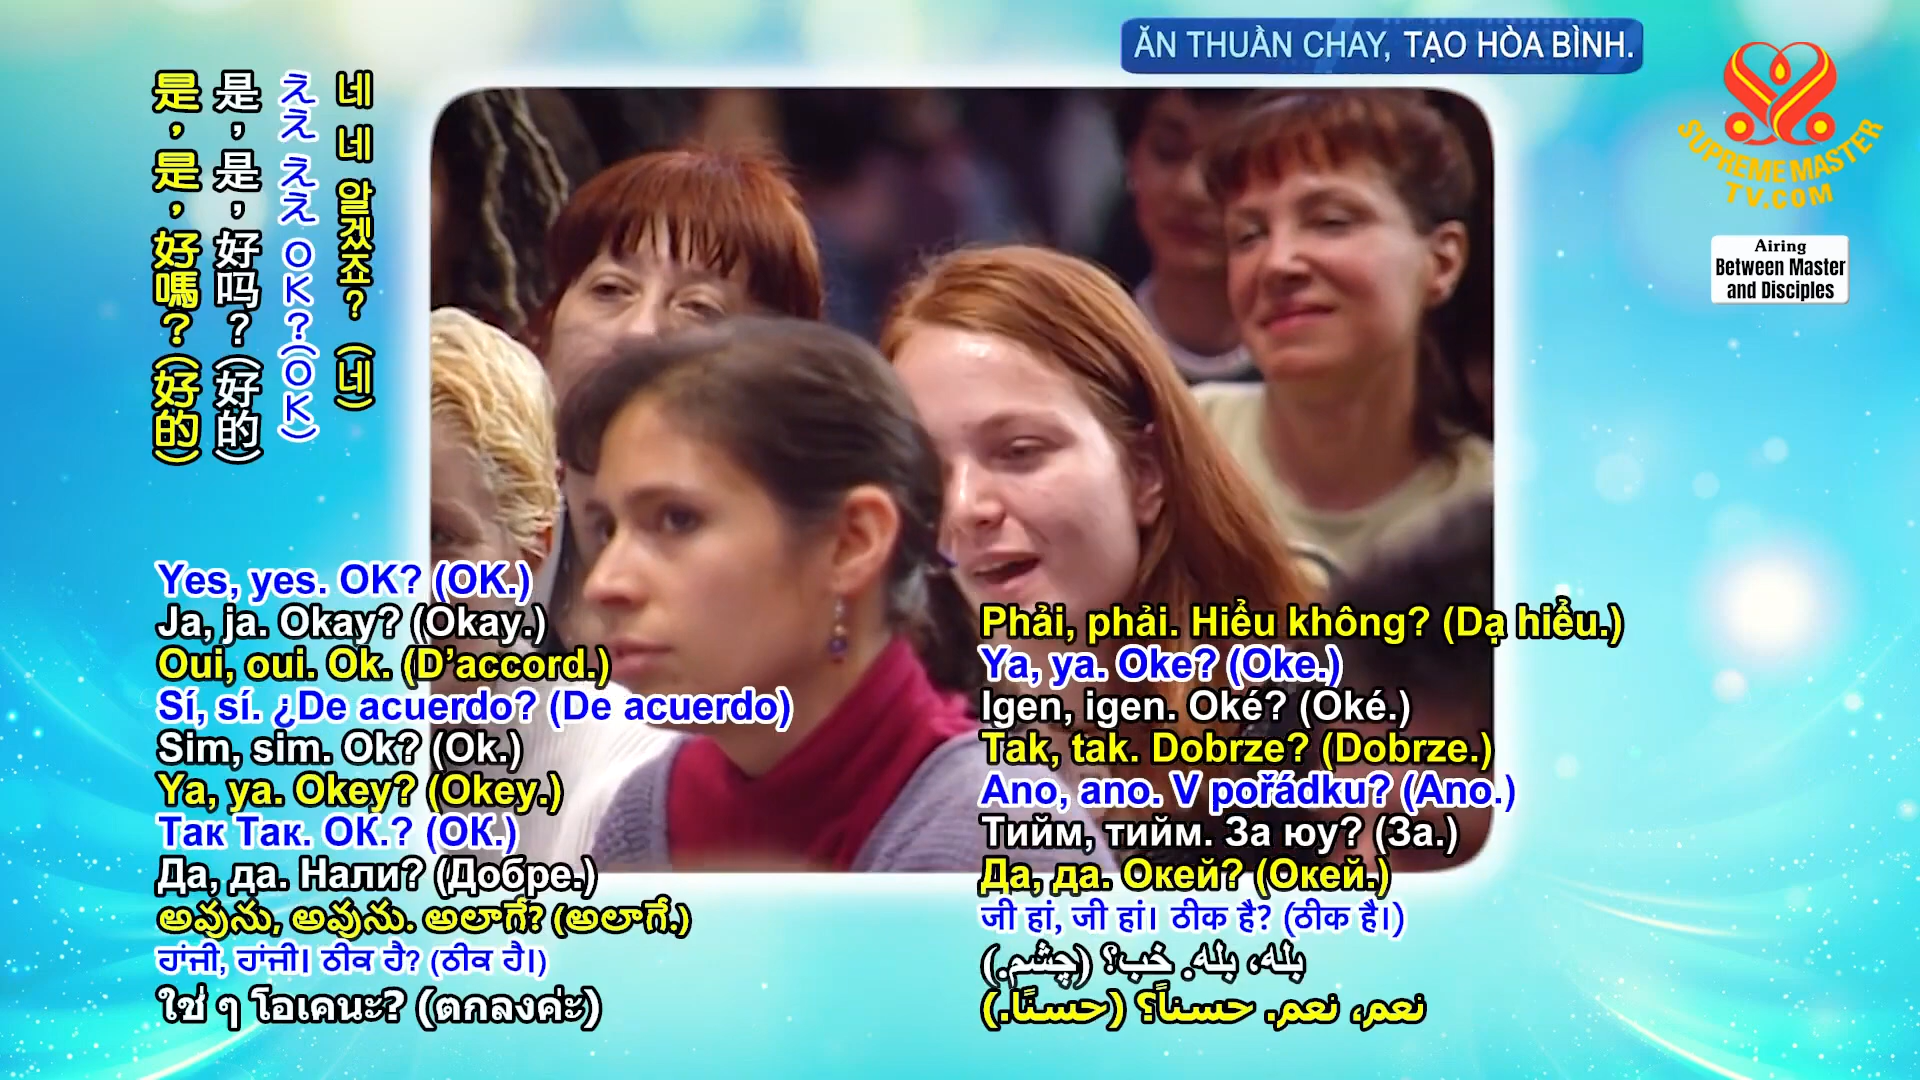 ĂN THUẦN CHAY, TẠO HÒA BÌNH.
SUPREME MASTER
TV.COM
Airing
Between Master
and Disciples
네 네 알겠죠? (네)
ええ ええ OK?(OK)
是，是，好吗？(好的)
是，是，好嗎？(好的)
Yes, yes. OK? (OK.)
Ja, ja. Okay? (Okay.)
Oui, oui. Ok. (D’accord.)
Sí, sí. ¿De acuerdo? (De acuerdo)
Sim, sim. Ok? (Ok.)
Ya, ya. Okey? (Okey.)
Так Так. ОК.? (ОК.)
Да, да. Нали? (Добре.)
అవును, అవును. అలాగే? (అలాగే.)
ਹਾਂਜੀ, ਹਾਂਜੀ। ਠੀਕ ਹੈ? (ਠੀਕ ਹੈ।)
ใช่ ๆ โอเคนะ? (ตกลงค่ะ)
Phải, phải. Hiểu không? (Dạ hiểu.)
Ya, ya. Oke? (Oke.)
Igen, igen. Oké? (Oké.)
Tak, tak. Dobrze? (Dobrze.)
Ano, ano. V pořádku? (Ano.)
Тийм, тийм. За юу? (За.)
Да, да. Окей? (Окей.)
जी हां, जी हां। ठीक है? (ठीक है।)
بله، بله. خب؟ (چشم.)
نعم، نعم. حسناً؟ (حسنًا.)